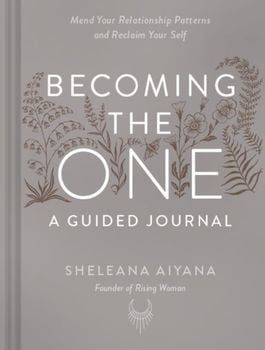 Mend Your Relationship Patterns
and Reclaim Your Self
BECOMING
THE
ONE
A GUIDED JOURNAL
SHELEANA AIYANA
Founder of Rising Woman